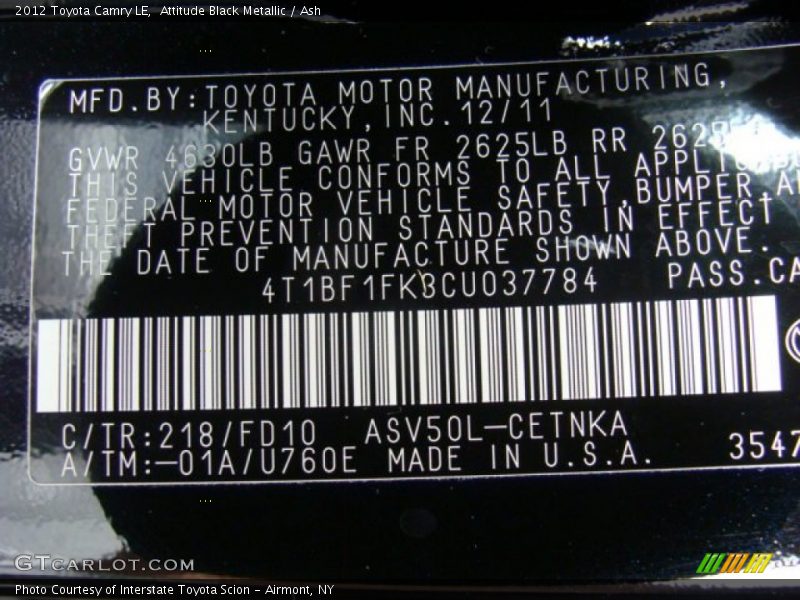 2012 Toyota Camry LE,  Attitude Black Metallic / Ash
MFD.BY:TOYOTA MOTOR MANUFACTURING,
KENTUCKY,INC.12/11
GVWR 4630LB GAWR FR 2625LB RR
THIS VEHICLE CONFORMS TO ALL
FEDERAL MOTOR VEHICLE SAFETY,BUMPER,
THEFT PREVENTION STANDARDS IN EFFECT
THE DATE OF MANUFACTURE SHOWN ABOVE.
4T1BF1FK3CU037784 PASS.CA
C/TR:218/FD10 ASV50L-CETNKA
A/TM:-01A/U760E MADE IN U.S.A. 3547
GTCARLOT.COM
Photo Courtesy of Interstate Toyota Scion - Airmont, NY